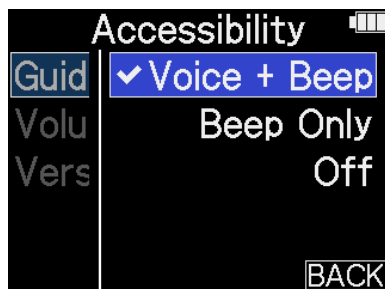 Accessibility
Guid
Voice + Beep
Volu
Beep Only
Vers
Off
BACK